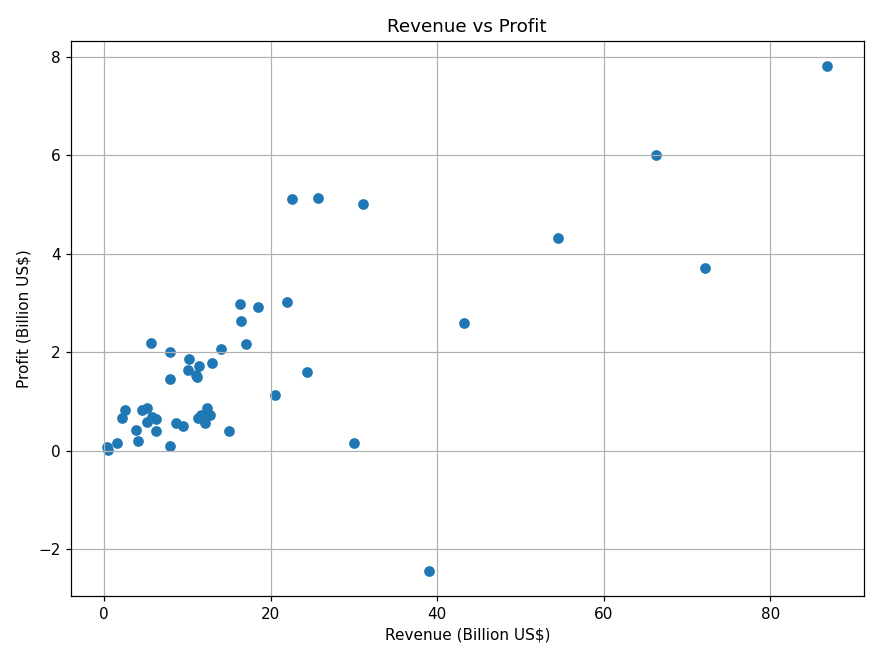 Revenue vs Profit
8
6
4
2
0
−2
Profit (Billion US$)
0 20 40 60 80
Revenue (Billion US$)